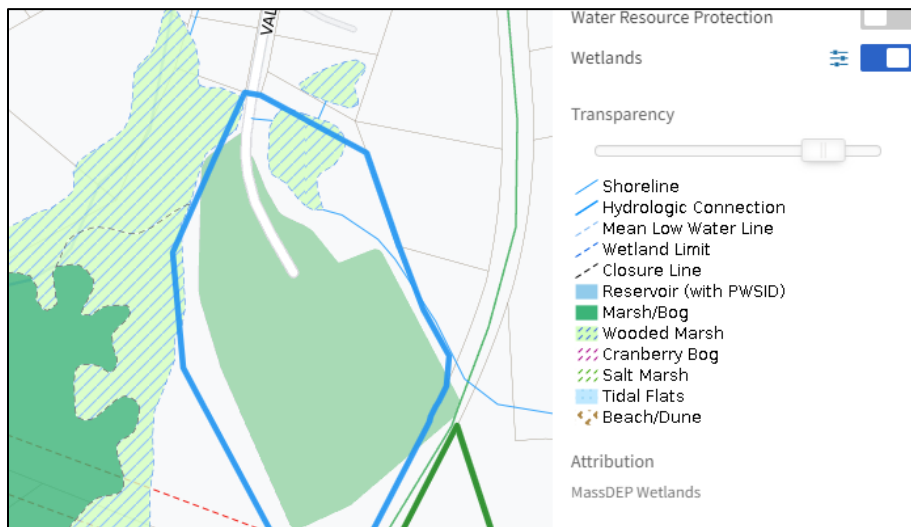 VAL
Water Resource Protection
Wetlands
Transparency
Shoreline
Hydrologic Connection
Mean Low Water Line
Wetland Limit
Closure Line
Reservoir (with PWSID)
Marsh/Bog
Wooded Marsh
Cranberry Bog
Salt Marsh
Tidal Flats
Beach/Dune
Attribution
MassDEP Wetlands